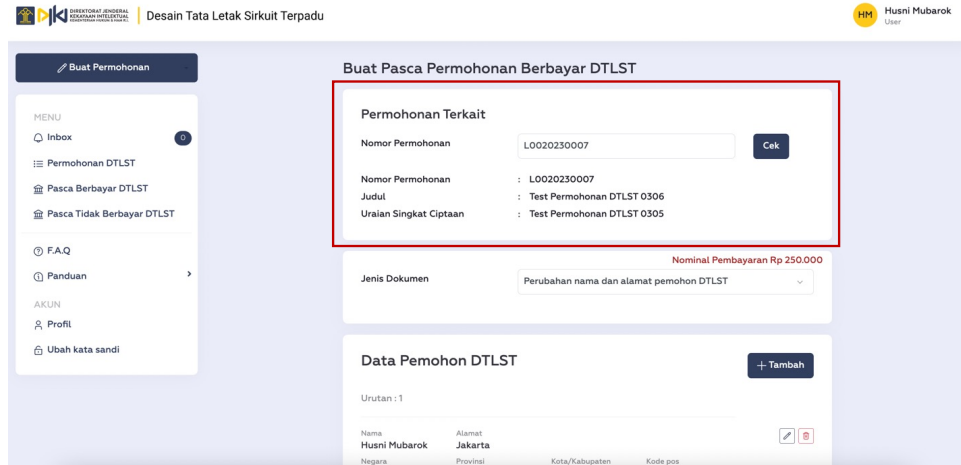 DIREKTORAT JENDERAL
KEKAYAAN INTELEKTUAL
KEMENTERIAN HUKUM & HAM R.I.
Desain Tata Letak Sirkuit Terpadu
HM
Husni Mubarok
User
Buat Permohonan
MENU
Inbox 0
Permohonan DTLST
Pasca Berbayar DTLST
Pasca Tidak Berbayar DTLST
F.A.Q
Panduan
AKUN
Profil
Ubah kata sandi
Buat Pasca Permohonan Berbayar DTLST
Permohonan Terkait
Nomor Permohonan L0020230007 Cek
Nomor Permohonan : L0020230007
Judul : Test Permohonan DTLST 0306
Uraian Singkat Ciptaan : Test Permohonan DTLST 0305
Nominal Pembayaran Rp 250.000
Jenis Dokumen Perubahan nama dan alamat pemohon DTLST
Data Pemohon DTLST + Tambah
Urutan : 1
Nama Alamat
Husni Mubarok Jakarta
Negara Provinsi Kota/Kabupaten Kode pos